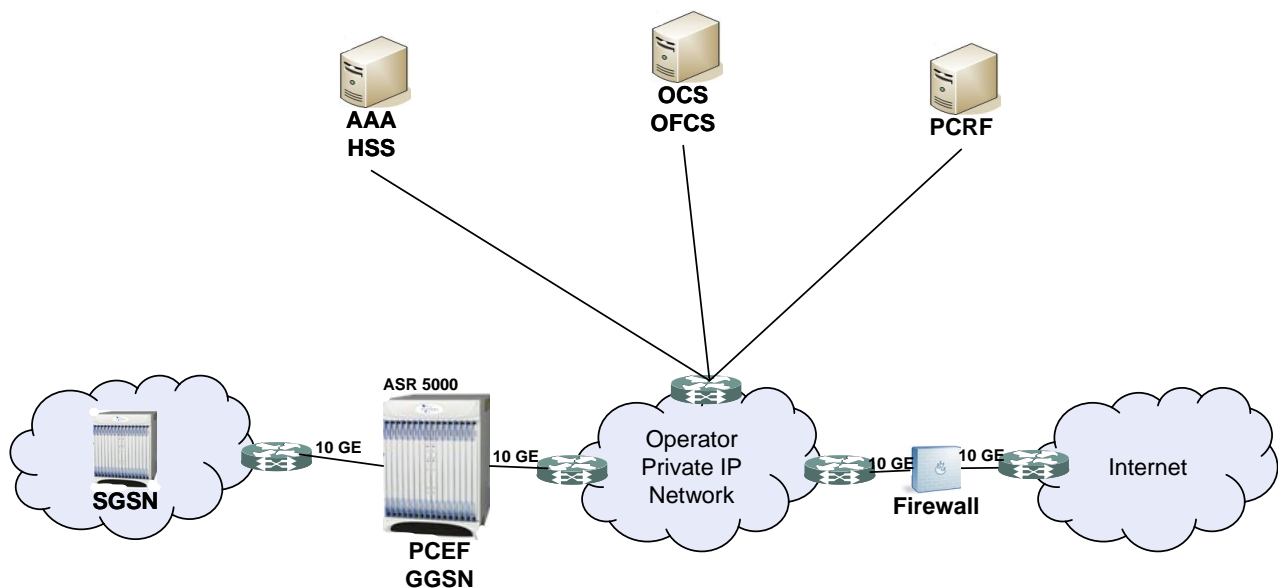 AAA
HSS
OCS
OFCS
PCRF
ASR 5000
SGSN
10 GE
PCEF
GGSN
10 GE
Operator
Private IP
Network
10 GE
10 GE
Firewall
Internet